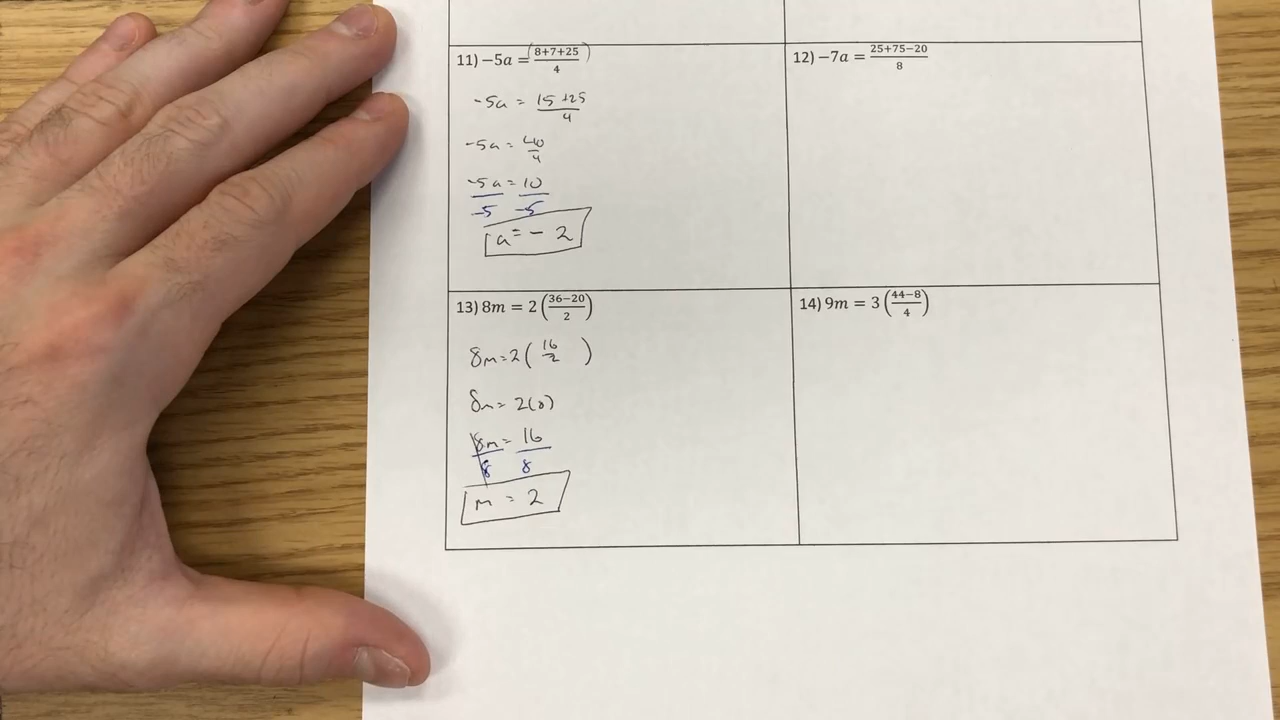 11) −5a = (8+7+25)/4
-5a = 15+25/4
-5a = 40/4
-5a = 10
-5 -5
a = - 2
12) −7a = 25+75−20/8
13) 8m = 2(36−20/2)
8m = 2(16/2)
8m = 2(8)
8m = 16
8 8
m = 2
14) 9m = 3(44−8/4)